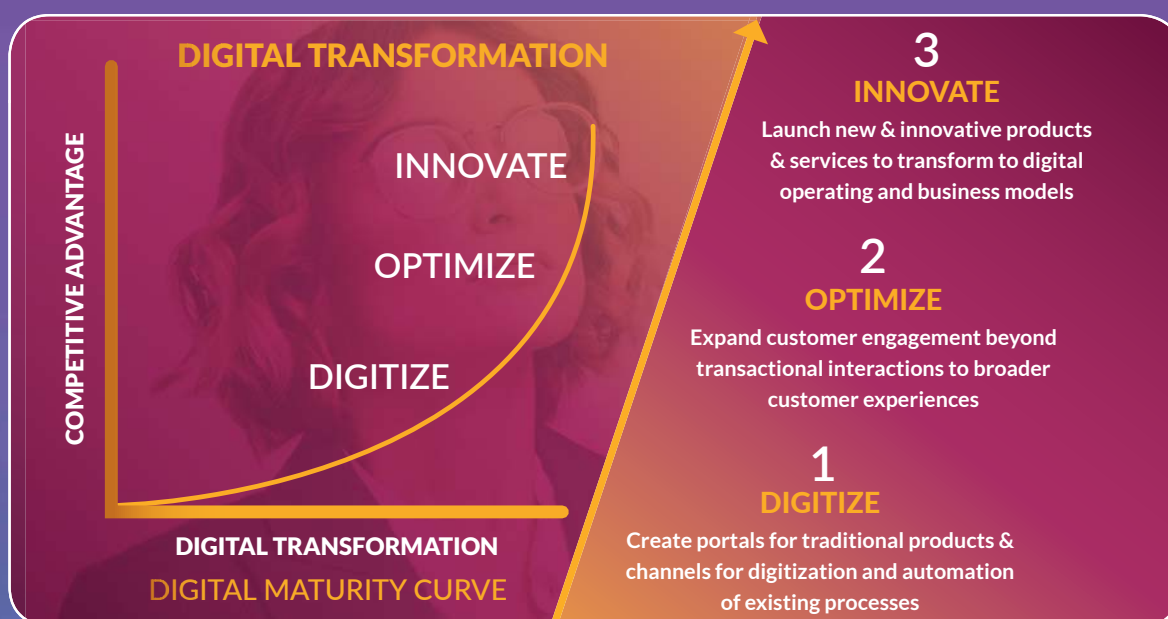 DIGITAL TRANSFORMATION
COMPETITIVE ADVANTAGE
INNOVATE
OPTIMIZE
DIGITIZE
DIGITAL TRANSFORMATION
DIGITAL MATURITY CURVE
3
INNOVATE
Launch new & innovative products
& services to transform to digital
operating and business models
2
OPTIMIZE
Expand customer engagement beyond
transactional interactions to broader
customer experiences
1
DIGITIZE
Create portals for traditional products &
channels for digitization and automation
of existing processes